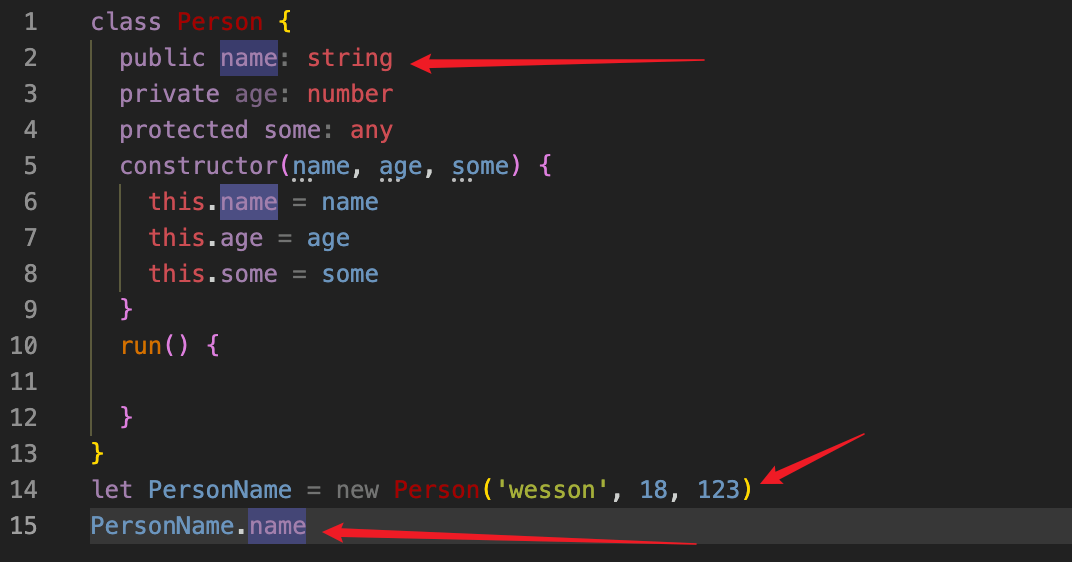 1 class Person {
2 public name: string
3 private age: number
4 protected some: any
5 constructor(name, age, some) {
6 this.name = name
7 this.age = age
8 this.some = some
9 }
10 run() {
11
12 }
13 }
14 let PersonName = new Person('wesson', 18, 123)
15 PersonName.name